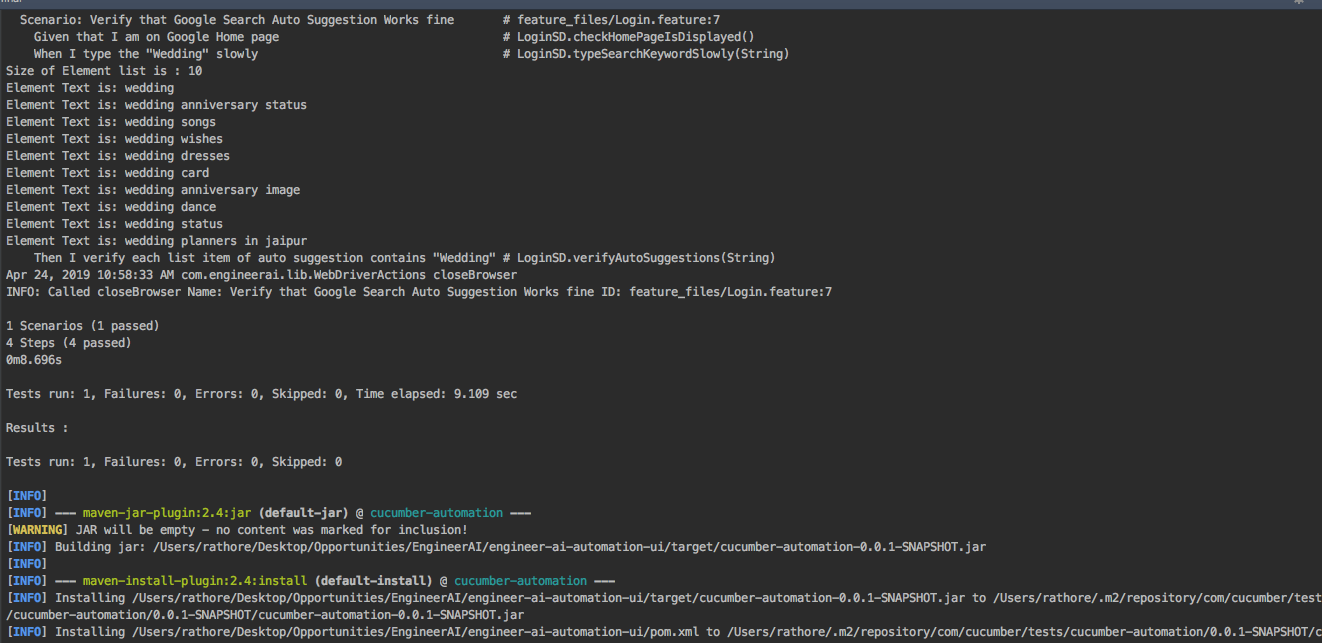 Scenario: Verify that Google Search Auto Suggestion Works fine # feature_files/Login.feature:7
Given that I am on Google Home page # LoginSD.checkHomePageIsDisplayed()
When I type the "Wedding" slowly # LoginSD.typeSearchKeywordSlowly(String)
Size of Element list is : 10
Element Text is: wedding
Element Text is: wedding anniversary status
Element Text is: wedding songs
Element Text is: wedding wishes
Element Text is: wedding dresses
Element Text is: wedding card
Element Text is: wedding anniversary image
Element Text is: wedding dance
Element Text is: wedding status
Element Text is: wedding planners in jaipur
Then I verify each list item of auto suggestion contains "Wedding" # LoginSD.verifyAutoSuggestions(String)
Apr 24, 2019 10:58:33 AM com.engineerai.lib.WebDriverActions closeBrowser
INFO: Called closeBrowser Name: Verify that Google Search Auto Suggestion Works fine ID: feature_files/Login.feature:7
1 Scenarios (1 passed)
4 Steps (4 passed)
0m8.696s
Tests run: 1, Failures: 0, Errors: 0, Skipped: 0, Time elapsed: 9.109 sec
Results :
Tests run: 1, Failures: 0, Errors: 0, Skipped: 0
[INFO]
[INFO] --- maven-jar-plugin:2.4:jar (default-jar) @ cucumber-automation ---
[WARNING] JAR will be empty - no content was marked for inclusion!
[INFO] Building jar: /Users/rathore/Desktop/Opportunities/EngineerAI/engineer-ai-automation-ui/target/cucumber-automation-0.0.1-SNAPSHOT.jar
[INFO]
[INFO] --- maven-install-plugin:2.4:install (default-install) @ cucumber-automation ---
[INFO] Installing /Users/rathore/Desktop/Opportunities/EngineerAI/engineer-ai-automation-ui/target/cucumber-automation-0.0.1-SNAPSHOT.jar to /Users/rathore/.m2/repository/com/cucumber/test
/cucumber-automation/0.0.1-SNAPSHOT/cucumber-automation-0.0.1-SNAPSHOT.jar
[INFO] Installing /Users/rathore/Desktop/Opportunities/EngineerAI/engineer-ai-automation-ui/pom.xml to /Users/rathore/.m2/repository/com/cucumber/tests/cucumber-automation/0.0.1-SNAPSHOT/c